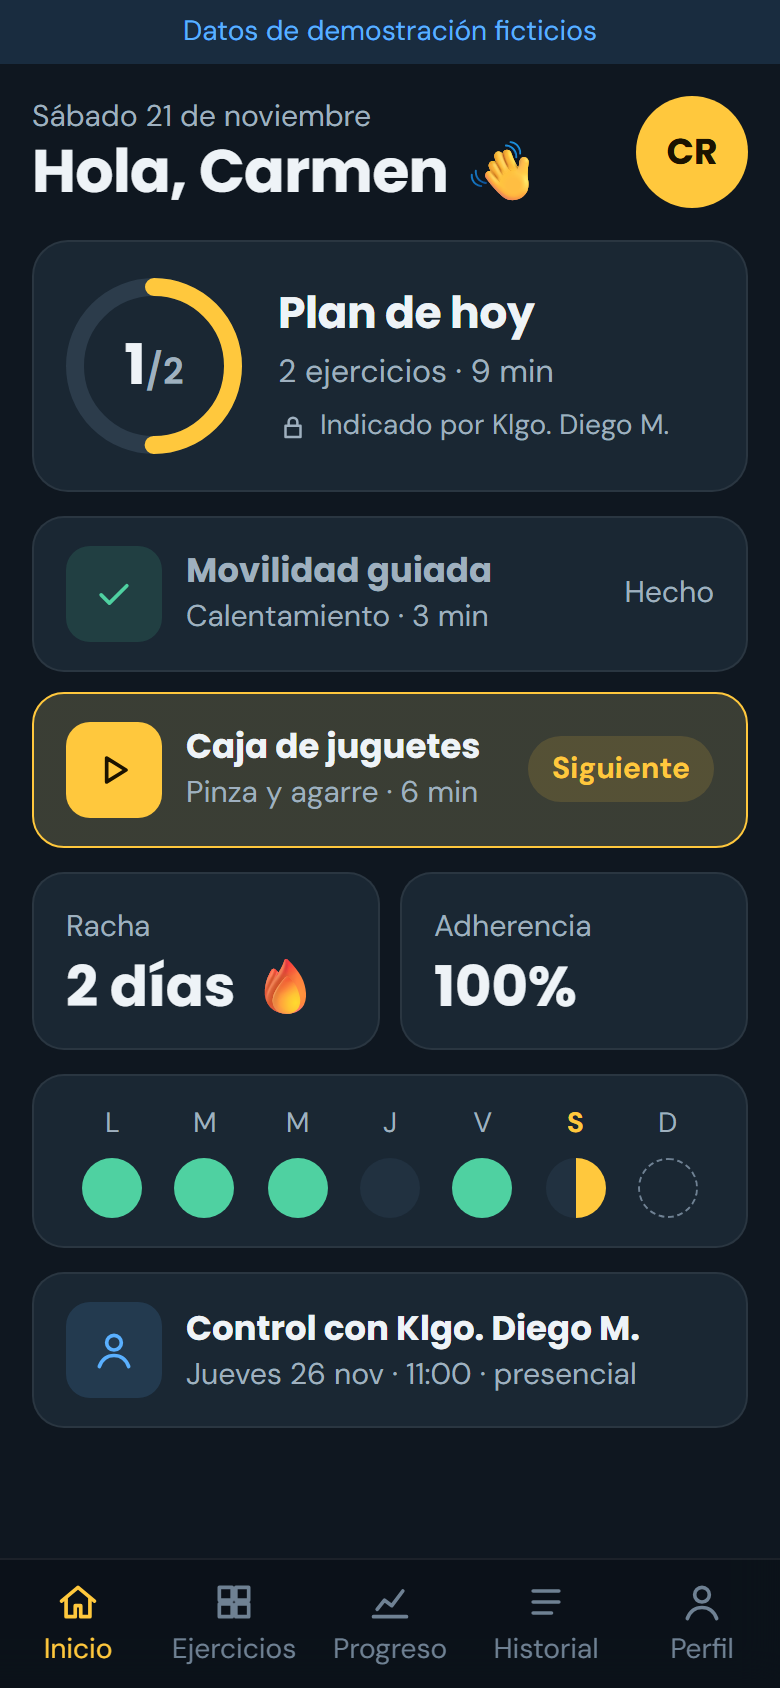 Datos de demostración ficticios
Sábado 21 de noviembre
Hola, Carmen 👋
CR
1/2
Plan de hoy
2 ejercicios · 9 min
Indicado por Klgo. Diego M.
Movilidad guiada
Calentamiento · 3 min
Hecho
Caja de juguetes
Pinza y agarre · 6 min
Siguiente
Racha
2 días 🔥
Adherencia
100%
L M M J V S D
Control con Klgo. Diego M.
Jueves 26 nov · 11:00 · presencial
Inicio Ejercicios Progreso Historial Perfil